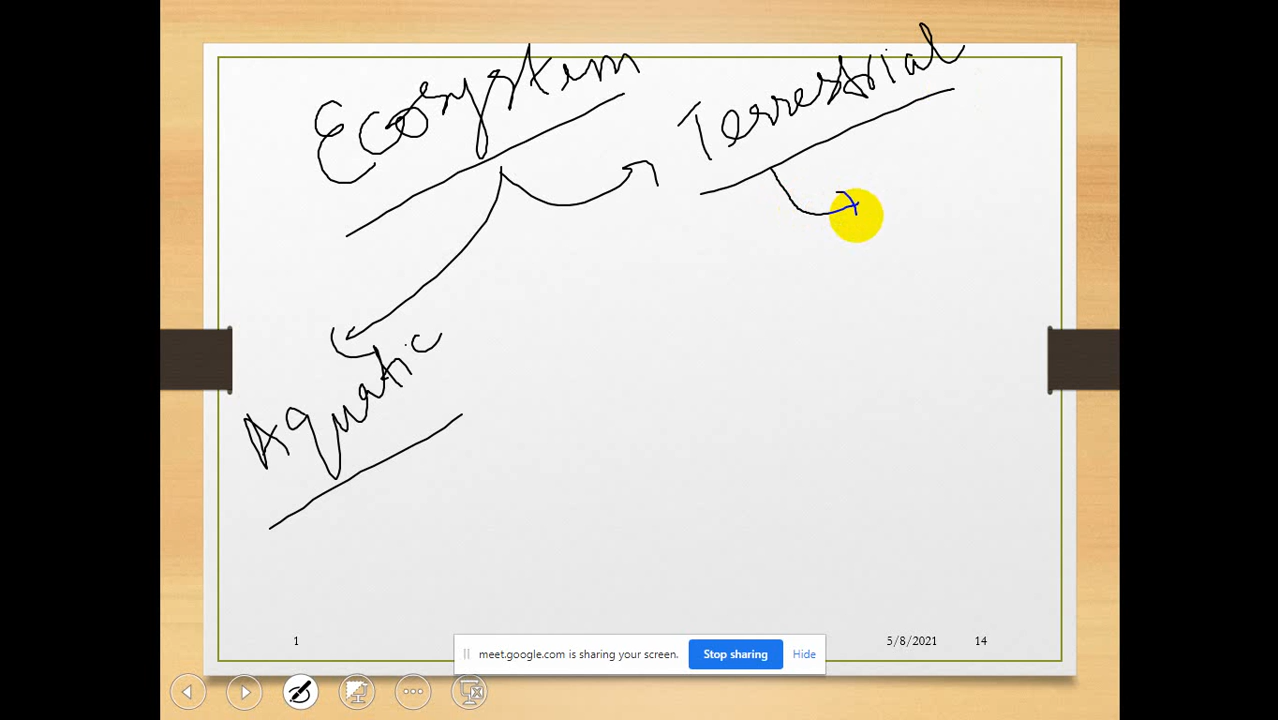 Ecosystem
Terrestrial
Aquatic
1
5/8/2021
14
meet.google.com is sharing your screen.
Stop sharing
Hide